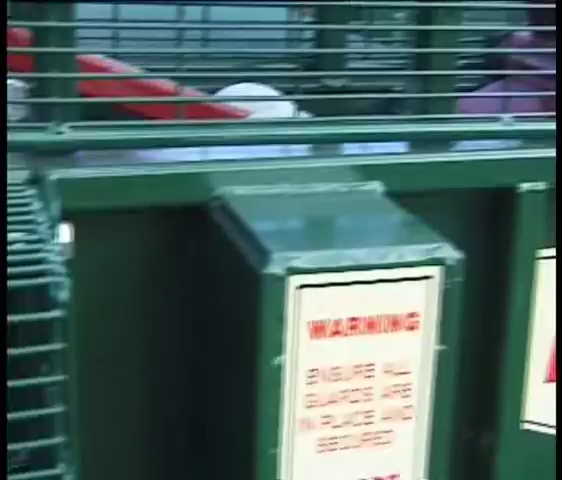 WARNING
ENSURE ALL
GUARDS ARE
IN PLACE AND
SECURED